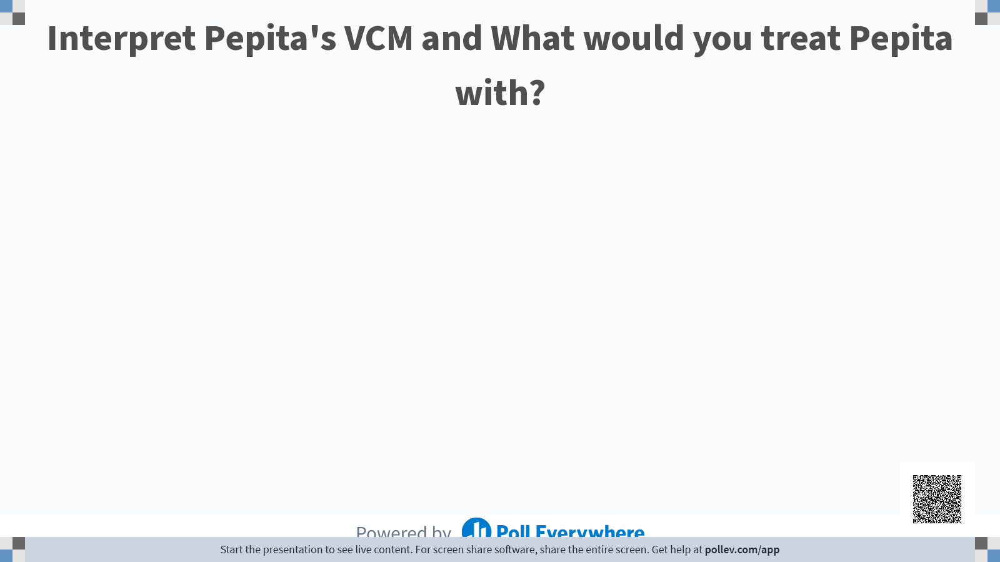 Interpret Pepita's VCM and What would you treat Pepita
with?
Powered by Poll Everywhere
Start the presentation to see live content. For screen share software, share the entire screen. Get help at pollev.com/app